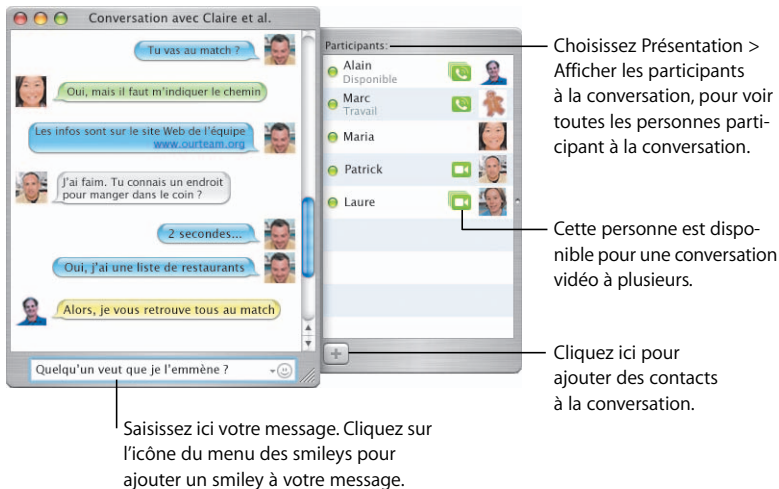 Conversation avec Claire et al.
Tu vas au match ?
Oui, mais il faut m'indiquer le chemin
Les infos sont sur le site Web de l'équipe
www.ourteam.org
J'ai faim. Tu connais un endroit
pour manger dans le coin ?
2 secondes...
Oui, j'ai une liste de restaurants
Alors, je vous retrouve tous au match
Quelqu'un veut que je l'emmène ?
Participants:
Alain
Disponible
Marc
Travail
Maria
Patrick
Laure
Choisissez Présentation >
Afficher les participants
à la conversation, pour voir
toutes les personnes parti-
cipant à la conversation.
Cette personne est dispo-
nible pour une conversation
vidéo à plusieurs.
Cliquez ici pour
ajouter des contacts
à la conversation.
Saisissez ici votre message. Cliquez sur
l'icône du menu des smileys pour
ajouter un smiley à votre message.